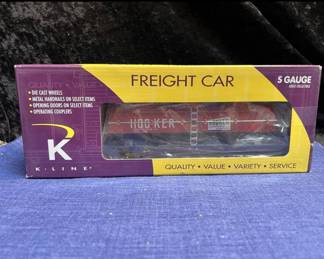 QUALITY
FREIGHT CAR
S GAUGE
• DIE CAST WHEELS
• METAL HANDRAILS ON SELECT ITEMS
• OPENING DOORS ON SELECT ITEMS
• OPERATING COUPLERS
HOOKER
K
K-LINE
QUALITY • VALUE • VARIETY • SERVICE